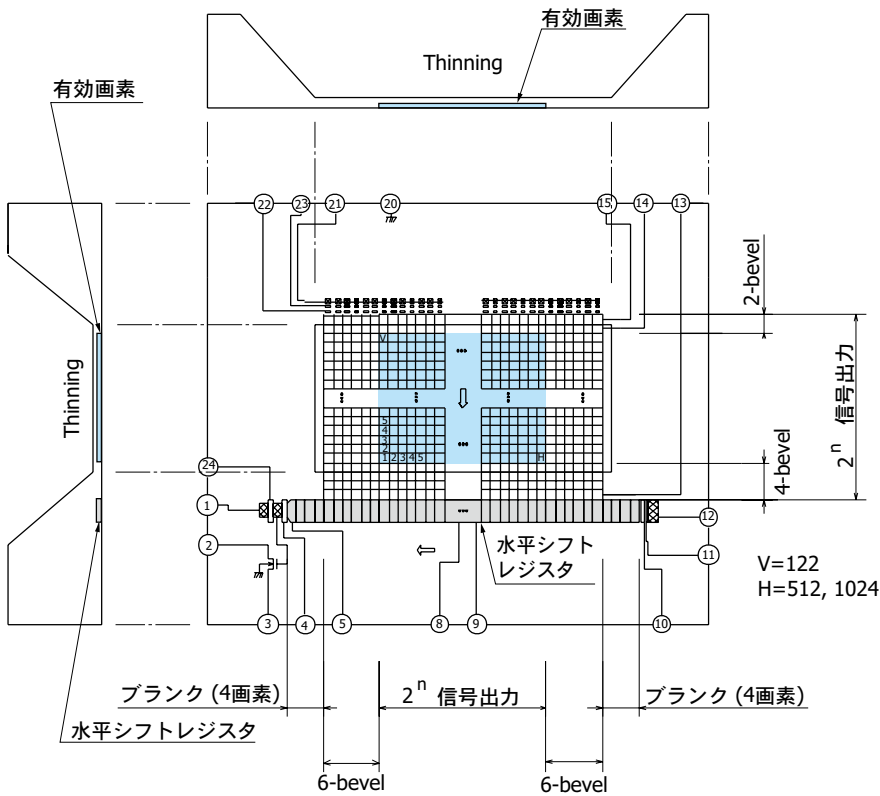 有効画素
Thinning
有効画素
22
23
21
20
15
14
13
2-bevel
V
Thinning
2ⁿ 信号出力
5
4
3
2
1 2 3 4 5
H
4-bevel
24
1
12
2
水平シフト
レジスタ
11
V=122
H=512, 1024
3
4
5
8
9
10
ブランク (4画素)
2ⁿ 信号出力
ブランク (4画素)
水平シフトレジスタ
6-bevel
6-bevel